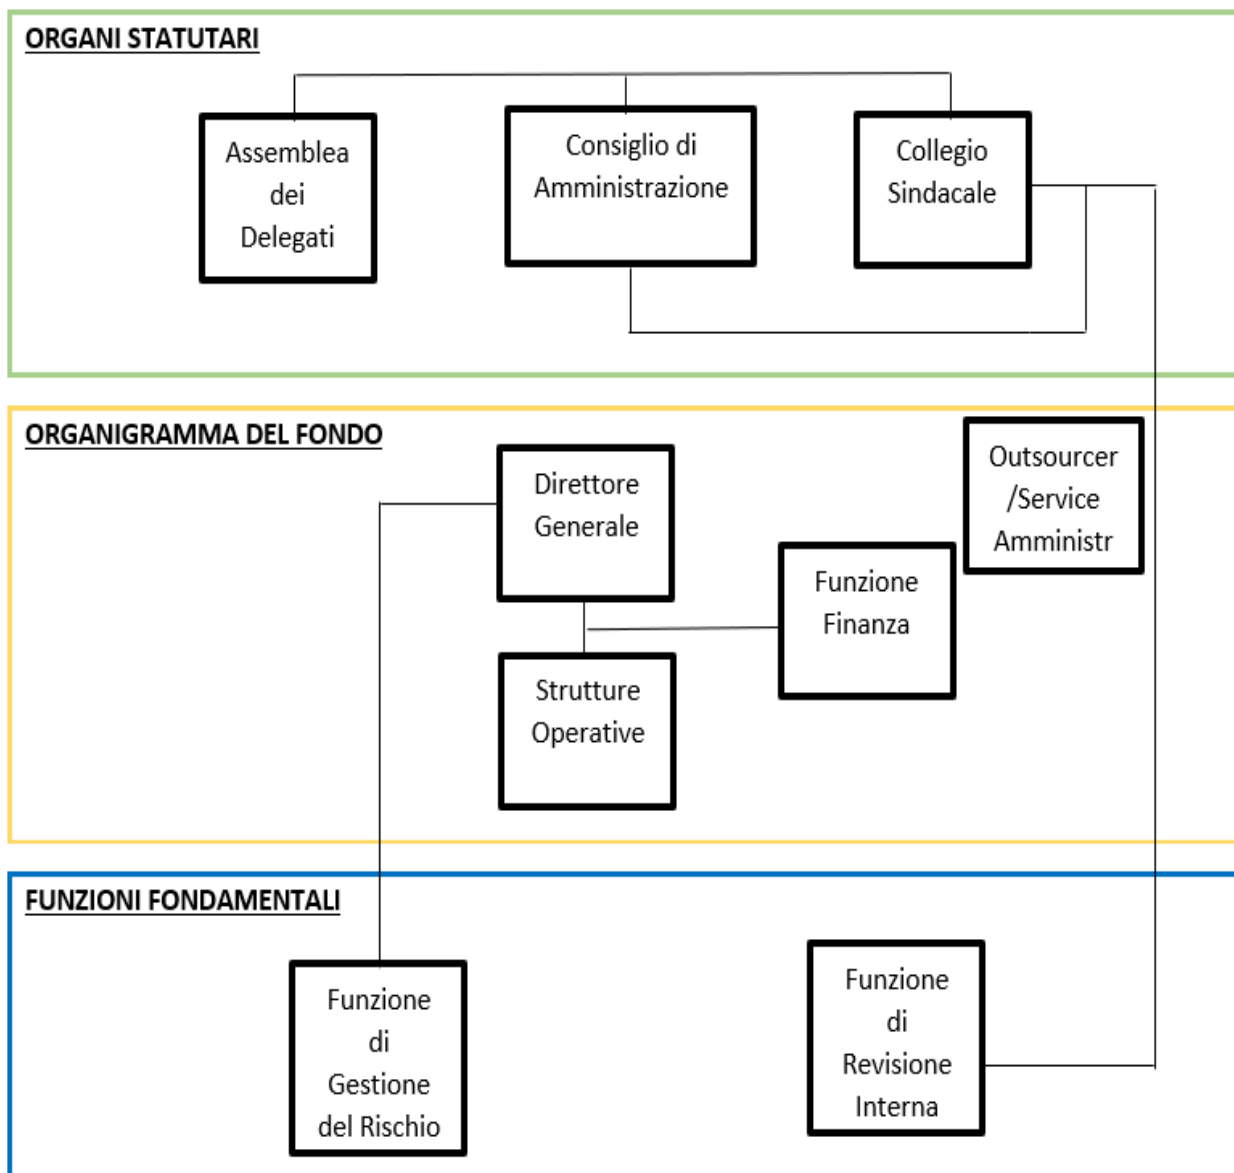 ORGANI STATUTARI
Assemblea
dei
Delegati
Consiglio di
Amministrazione
Collegio
Sindacale
ORGANIGRAMMA DEL FONDO
Direttore
Generale
Outsourcer
/Service
Amministr
Funzione
Finanza
Strutture
Operative
FUNZIONI FONDAMENTALI
Funzione
di
Gestione
del Rischio
Funzione
di
Revisione
Interna